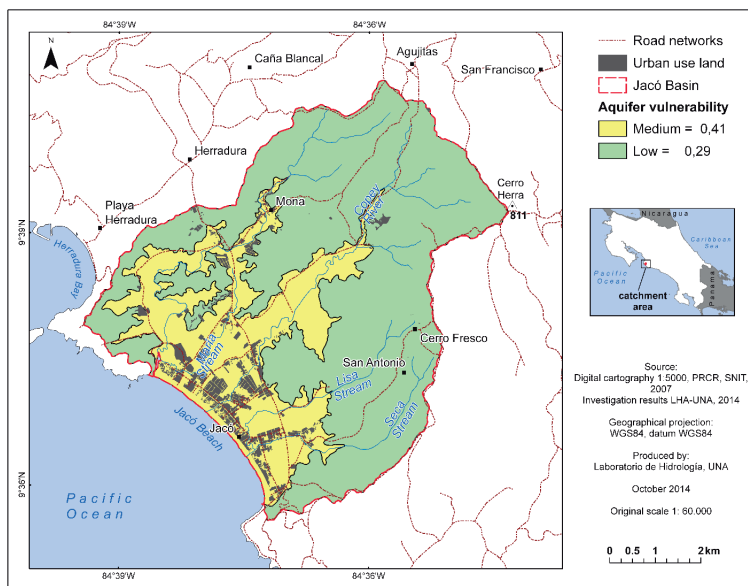 84°39'W
84°36'W
N
Caña Blancal
Agujitas
San Francisco
Herradura
Playa
Herradura
Mona
Coney
River
Cerro
Herra
811
9°39'N
Herradura Bay
Cerro Fresco
San Antonio
María
Stream
Lisa
Stream
Seca
Stream
Jacó
Jacó Beach
9°36'N
Pacific
Ocean
84°39'W
84°36'W
Road networks
Urban use land
Jacó Basin
Aquifer vulnerability
Medium = 0,41
Low = 0,29
Nicaragua
Caribbean
Sea
Pacific
Ocean
Panama
catchment
area
Source:
Digital cartography 1:5000, PRCR, SNIT,
2007
Investigation results LHA-UNA, 2014
Geographical projection:
WGS84, datum WGS84
Produced by:
Laboratorio de Hidrología, UNA
October 2014
Original scale 1: 60.000
0 0.5 1 2 km